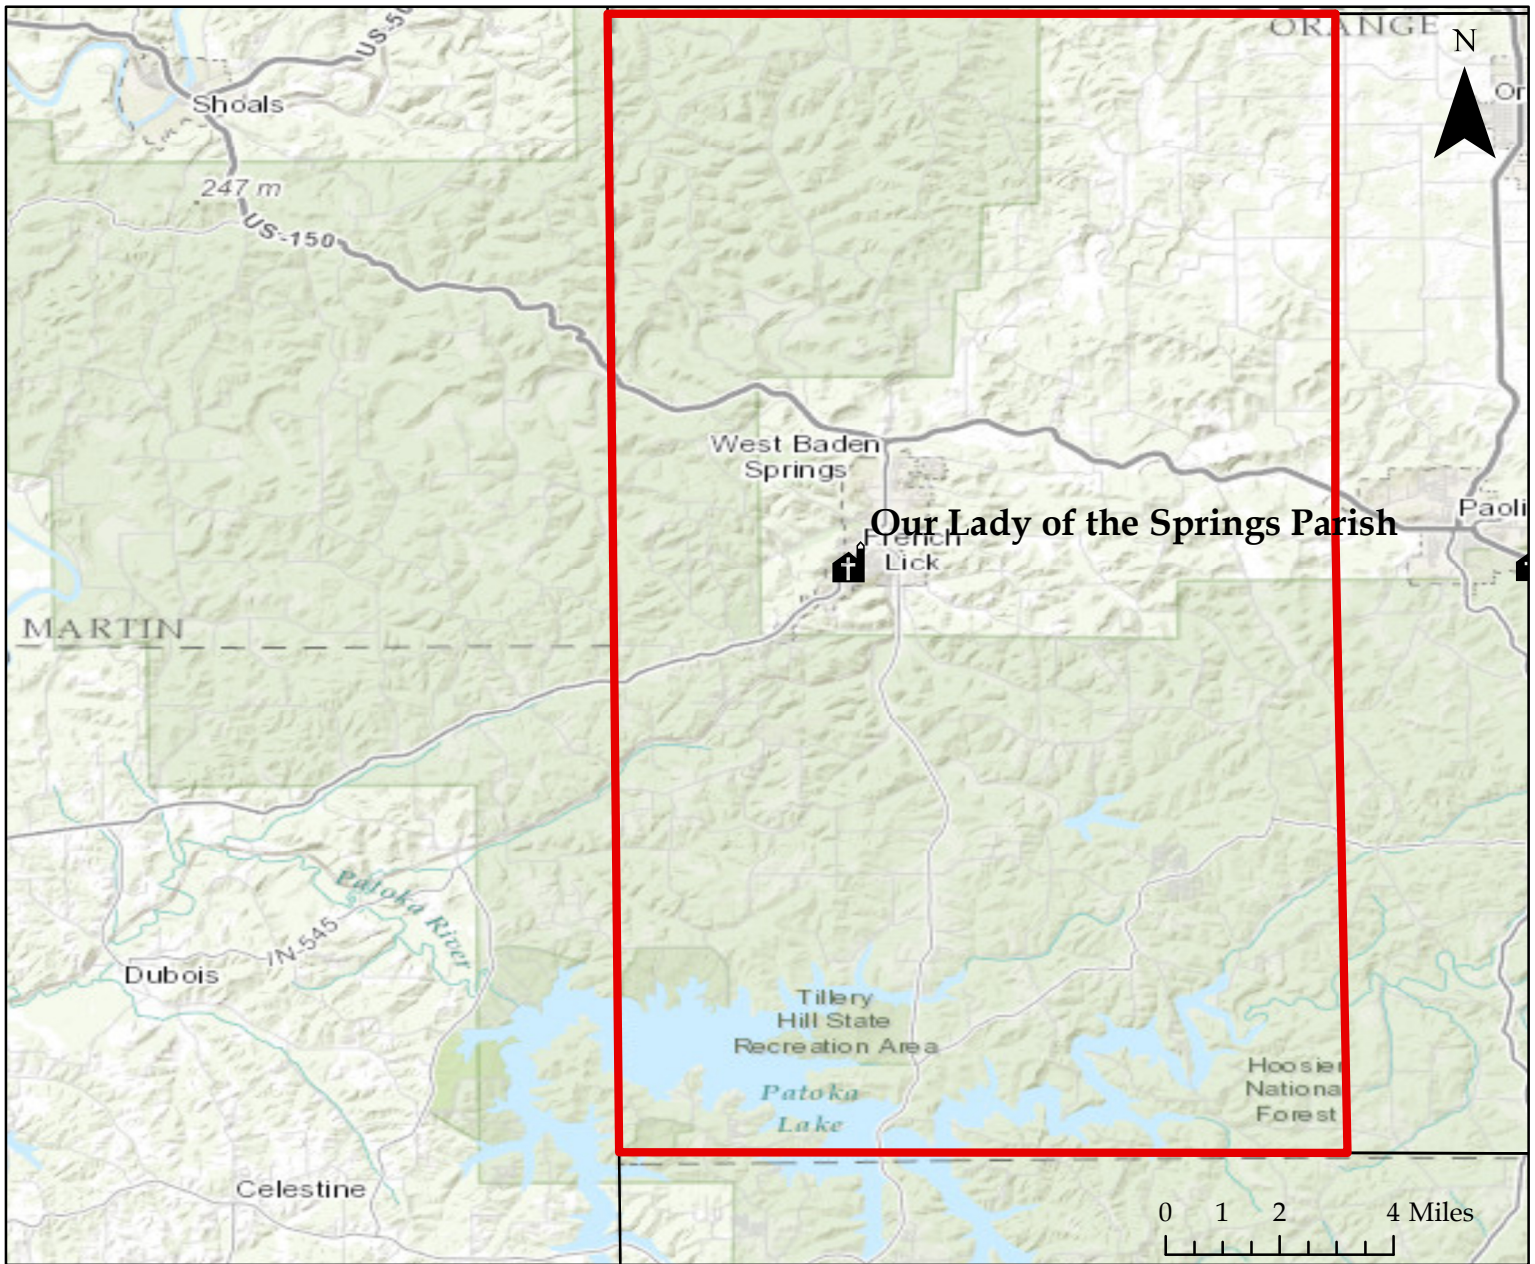 ORANGE
N
US-50
Shoals
Or
247 m
US-150
West Baden
Springs
Our Lady of the Springs Parish
French
Lick
Paoli
MARTIN
Patoka River
IN-545
Dubois
Tillery
Hill State
Recreation Area
Patoka
Lake
Hoosier
Nationa
Forest
Celestine
0 1 2 4 Miles